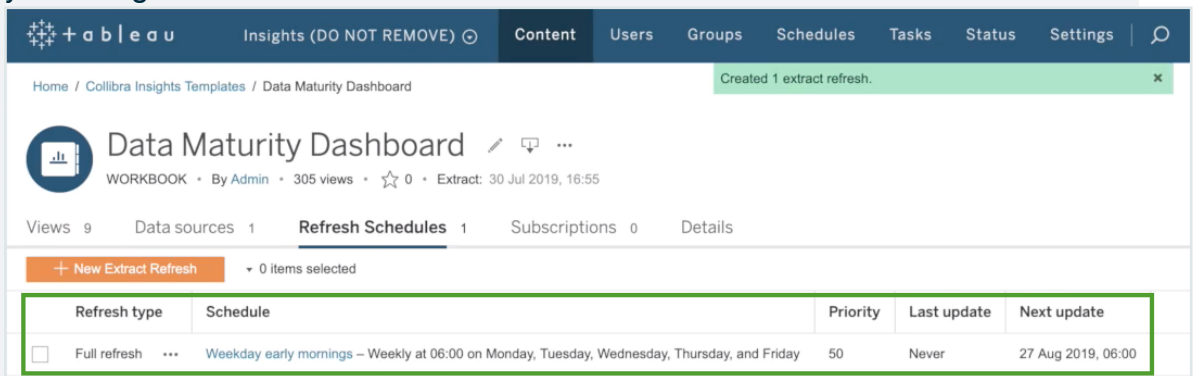 + a b | e a u Insights (DO NOT REMOVE) Content Users Groups Schedules Tasks Status Settings
Home / Collibra Insights Templates / Data Maturity Dashboard
Created 1 extract refresh. ×
Data Maturity Dashboard ...
WORKBOOK • By Admin • 305 views • ☆ 0 • Extract: 30 Jul 2019, 16:55
Views 9 Data sources 1 Refresh Schedules 1 Subscriptions 0 Details
+ New Extract Refresh ▾ 0 items selected
Refresh type Schedule Priority Last update Next update
Full refresh ... Weekday early mornings – Weekly at 06:00 on Monday, Tuesday, Wednesday, Thursday, and Friday 50 Never 27 Aug 2019, 06:00